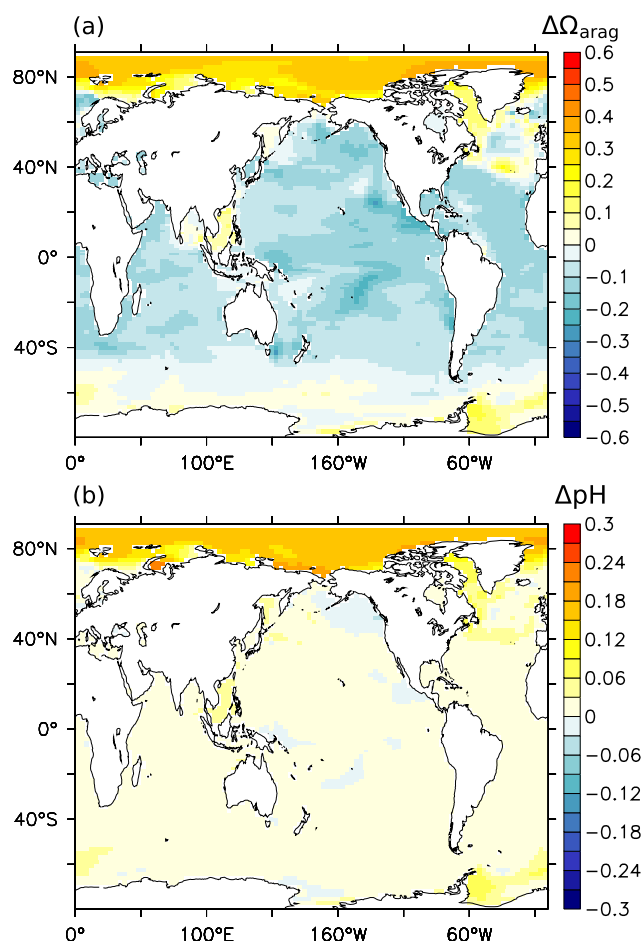 (a)
ΔΩarag
80°N
40°N
0°
40°S
0°
100°E
160°W
60°W
0.6
0.5
0.4
0.3
0.2
0.1
0
−0.1
−0.2
−0.3
−0.4
−0.5
−0.6
(b)
ΔpH
80°N
40°N
0°
40°S
0°
100°E
160°W
60°W
0.3
0.24
0.18
0.12
0.06
0
−0.06
−0.12
−0.18
−0.24
−0.3